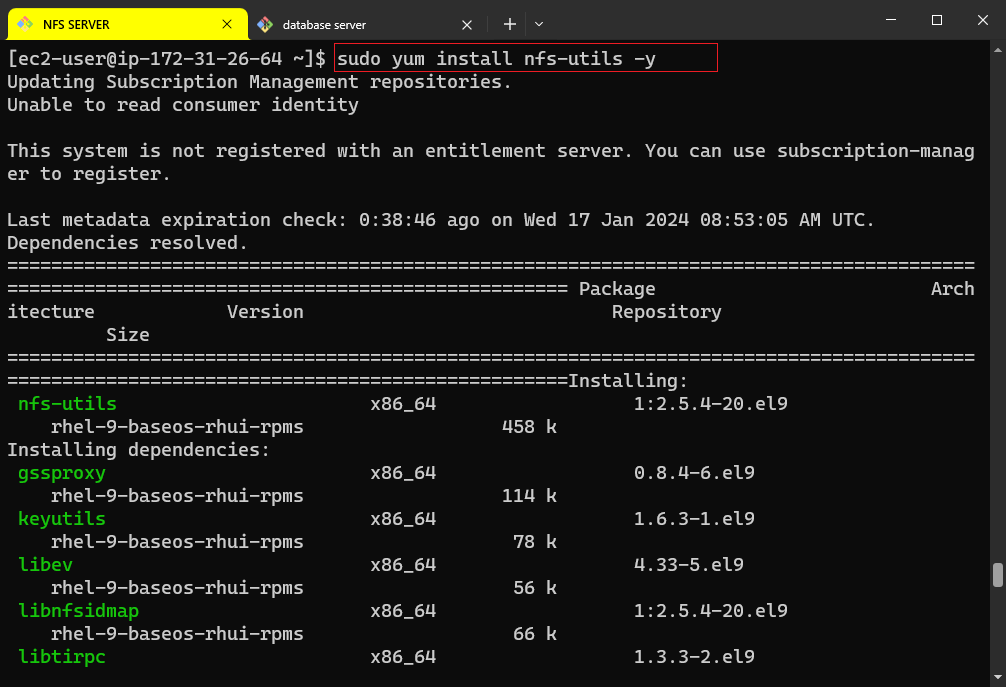 NFS SERVER
database server
[ec2-user@ip-172-31-26-64 ~]$ sudo yum install nfs-utils -y
Updating Subscription Management repositories.
Unable to read consumer identity
This system is not registered with an entitlement server. You can use subscription-manag
er to register.
Last metadata expiration check: 0:38:46 ago on Wed 17 Jan 2024 08:53:05 AM UTC.
Dependencies resolved.
========================================================================================
=================================================== Package                         Arch
itecture            Version                            Repository
         Size
========================================================================================
===================================================Installing:
 nfs-utils                       x86_64                  1:2.5.4-20.el9
    rhel-9-baseos-rhui-rpms                  458 k
Installing dependencies:
 gssproxy                        x86_64                  0.8.4-6.el9
    rhel-9-baseos-rhui-rpms                  114 k
 keyutils                        x86_64                  1.6.3-1.el9
    rhel-9-baseos-rhui-rpms                   78 k
 libev                           x86_64                  4.33-5.el9
    rhel-9-baseos-rhui-rpms                   56 k
 libnfsidmap                     x86_64                  1:2.5.4-20.el9
    rhel-9-baseos-rhui-rpms                   66 k
 libtirpc                        x86_64                  1.3.3-2.el9